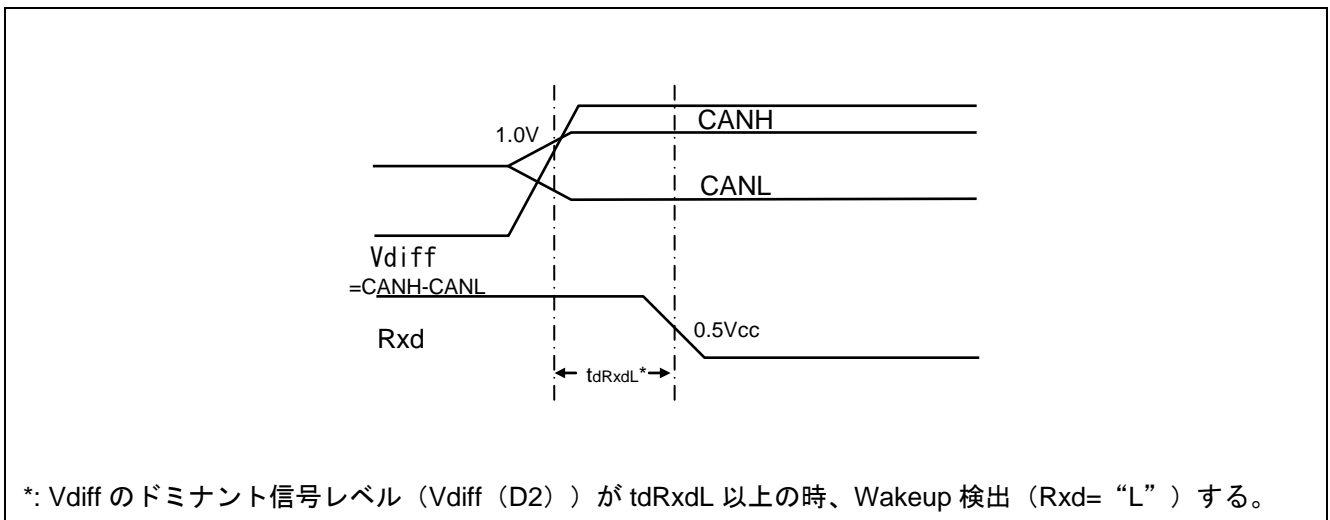 1.0V
CANH
CANL
Vdiff
=CANH-CANL
Rxd
0.5Vcc
tdRxdL*
*: Vdiff のドミナント信号レベル（Vdiff（D2））が tdRxdL 以上の時、Wakeup 検出（Rxd= “L”）する。